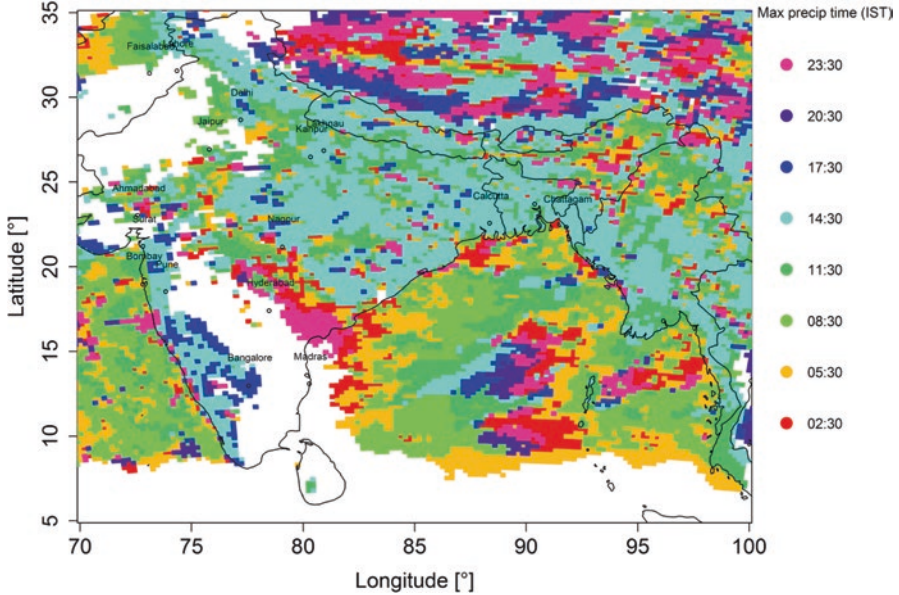 Max precip time (IST)
23:30
20:30
17:30
14:30
11:30
08:30
05:30
02:30
Latitude [°]
35
30
25
20
15
10
5
Faisalabad
Delhi
Jaipur
Kanpur
Ahmadabad
Calcutta
Chattagam
Surat
Nagpur
Bombay
Pune
Hyderabad
Bangalore
Madras
70
75
80
85
90
95
100
Longitude [°]